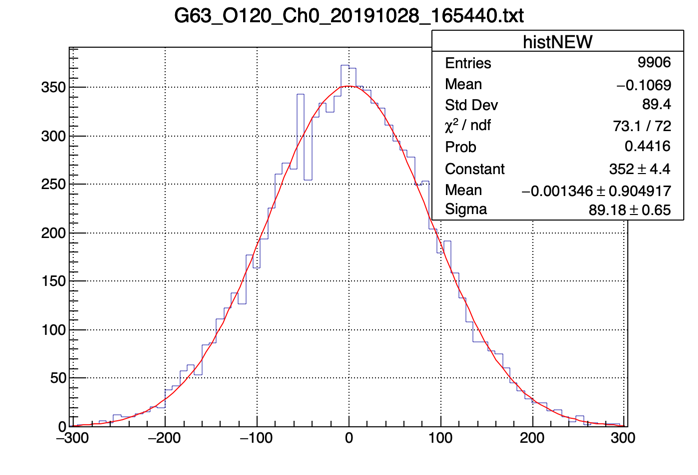 G63_O120_Ch0_20191028_165440.txt
histNEW
Entries 9906
Mean −0.1069
Std Dev 89.4
χ² / ndf 73.1 / 72
Prob 0.4416
Constant 352 ± 4.4
Mean −0.001346 ± 0.904917
Sigma 89.18 ± 0.65
350
300
250
200
150
100
50
0
−300 −200 −100 0 100 200 300